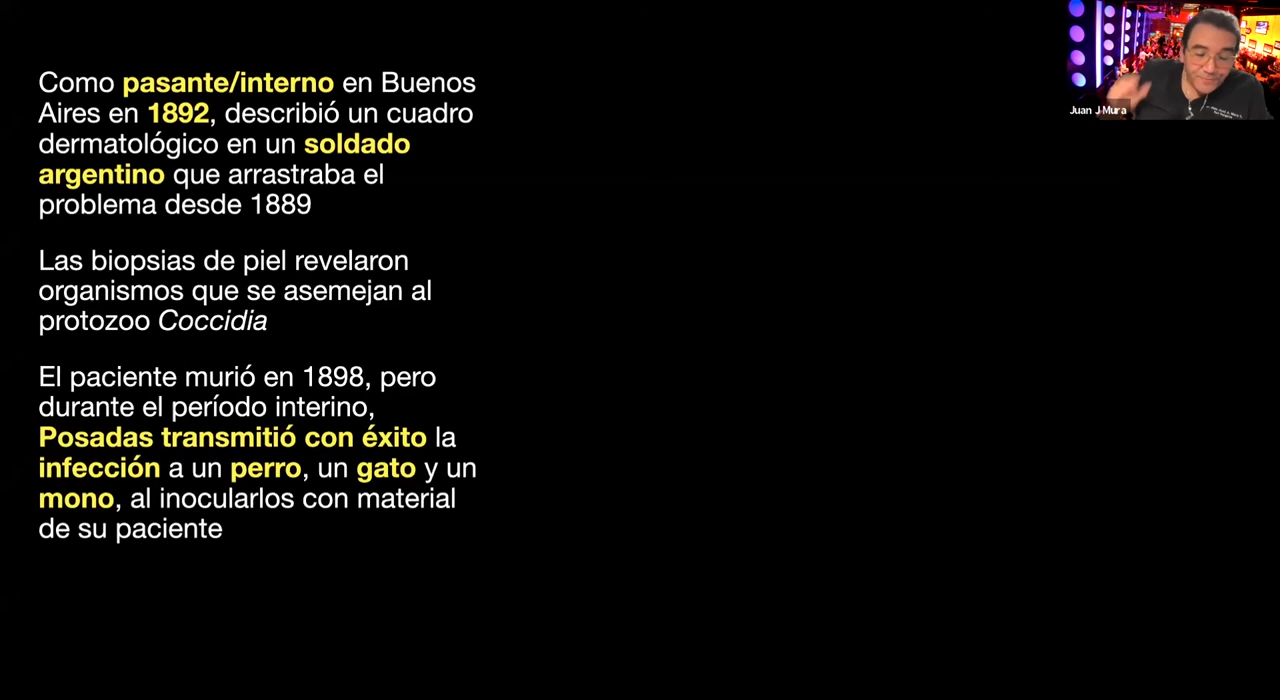 Como pasante/interno en Buenos
Aires en 1892, describió un cuadro
dermatológico en un soldado
argentino que arrastraba el
problema desde 1889
Las biopsias de piel revelaron
organismos que se asemejan al
protozoo Coccidia
El paciente murió en 1898, pero
durante el período interino,
Posadas transmitió con éxito la
infección a un perro, un gato y un
mono, al inocularlos con material
de su paciente
Juan J Mura